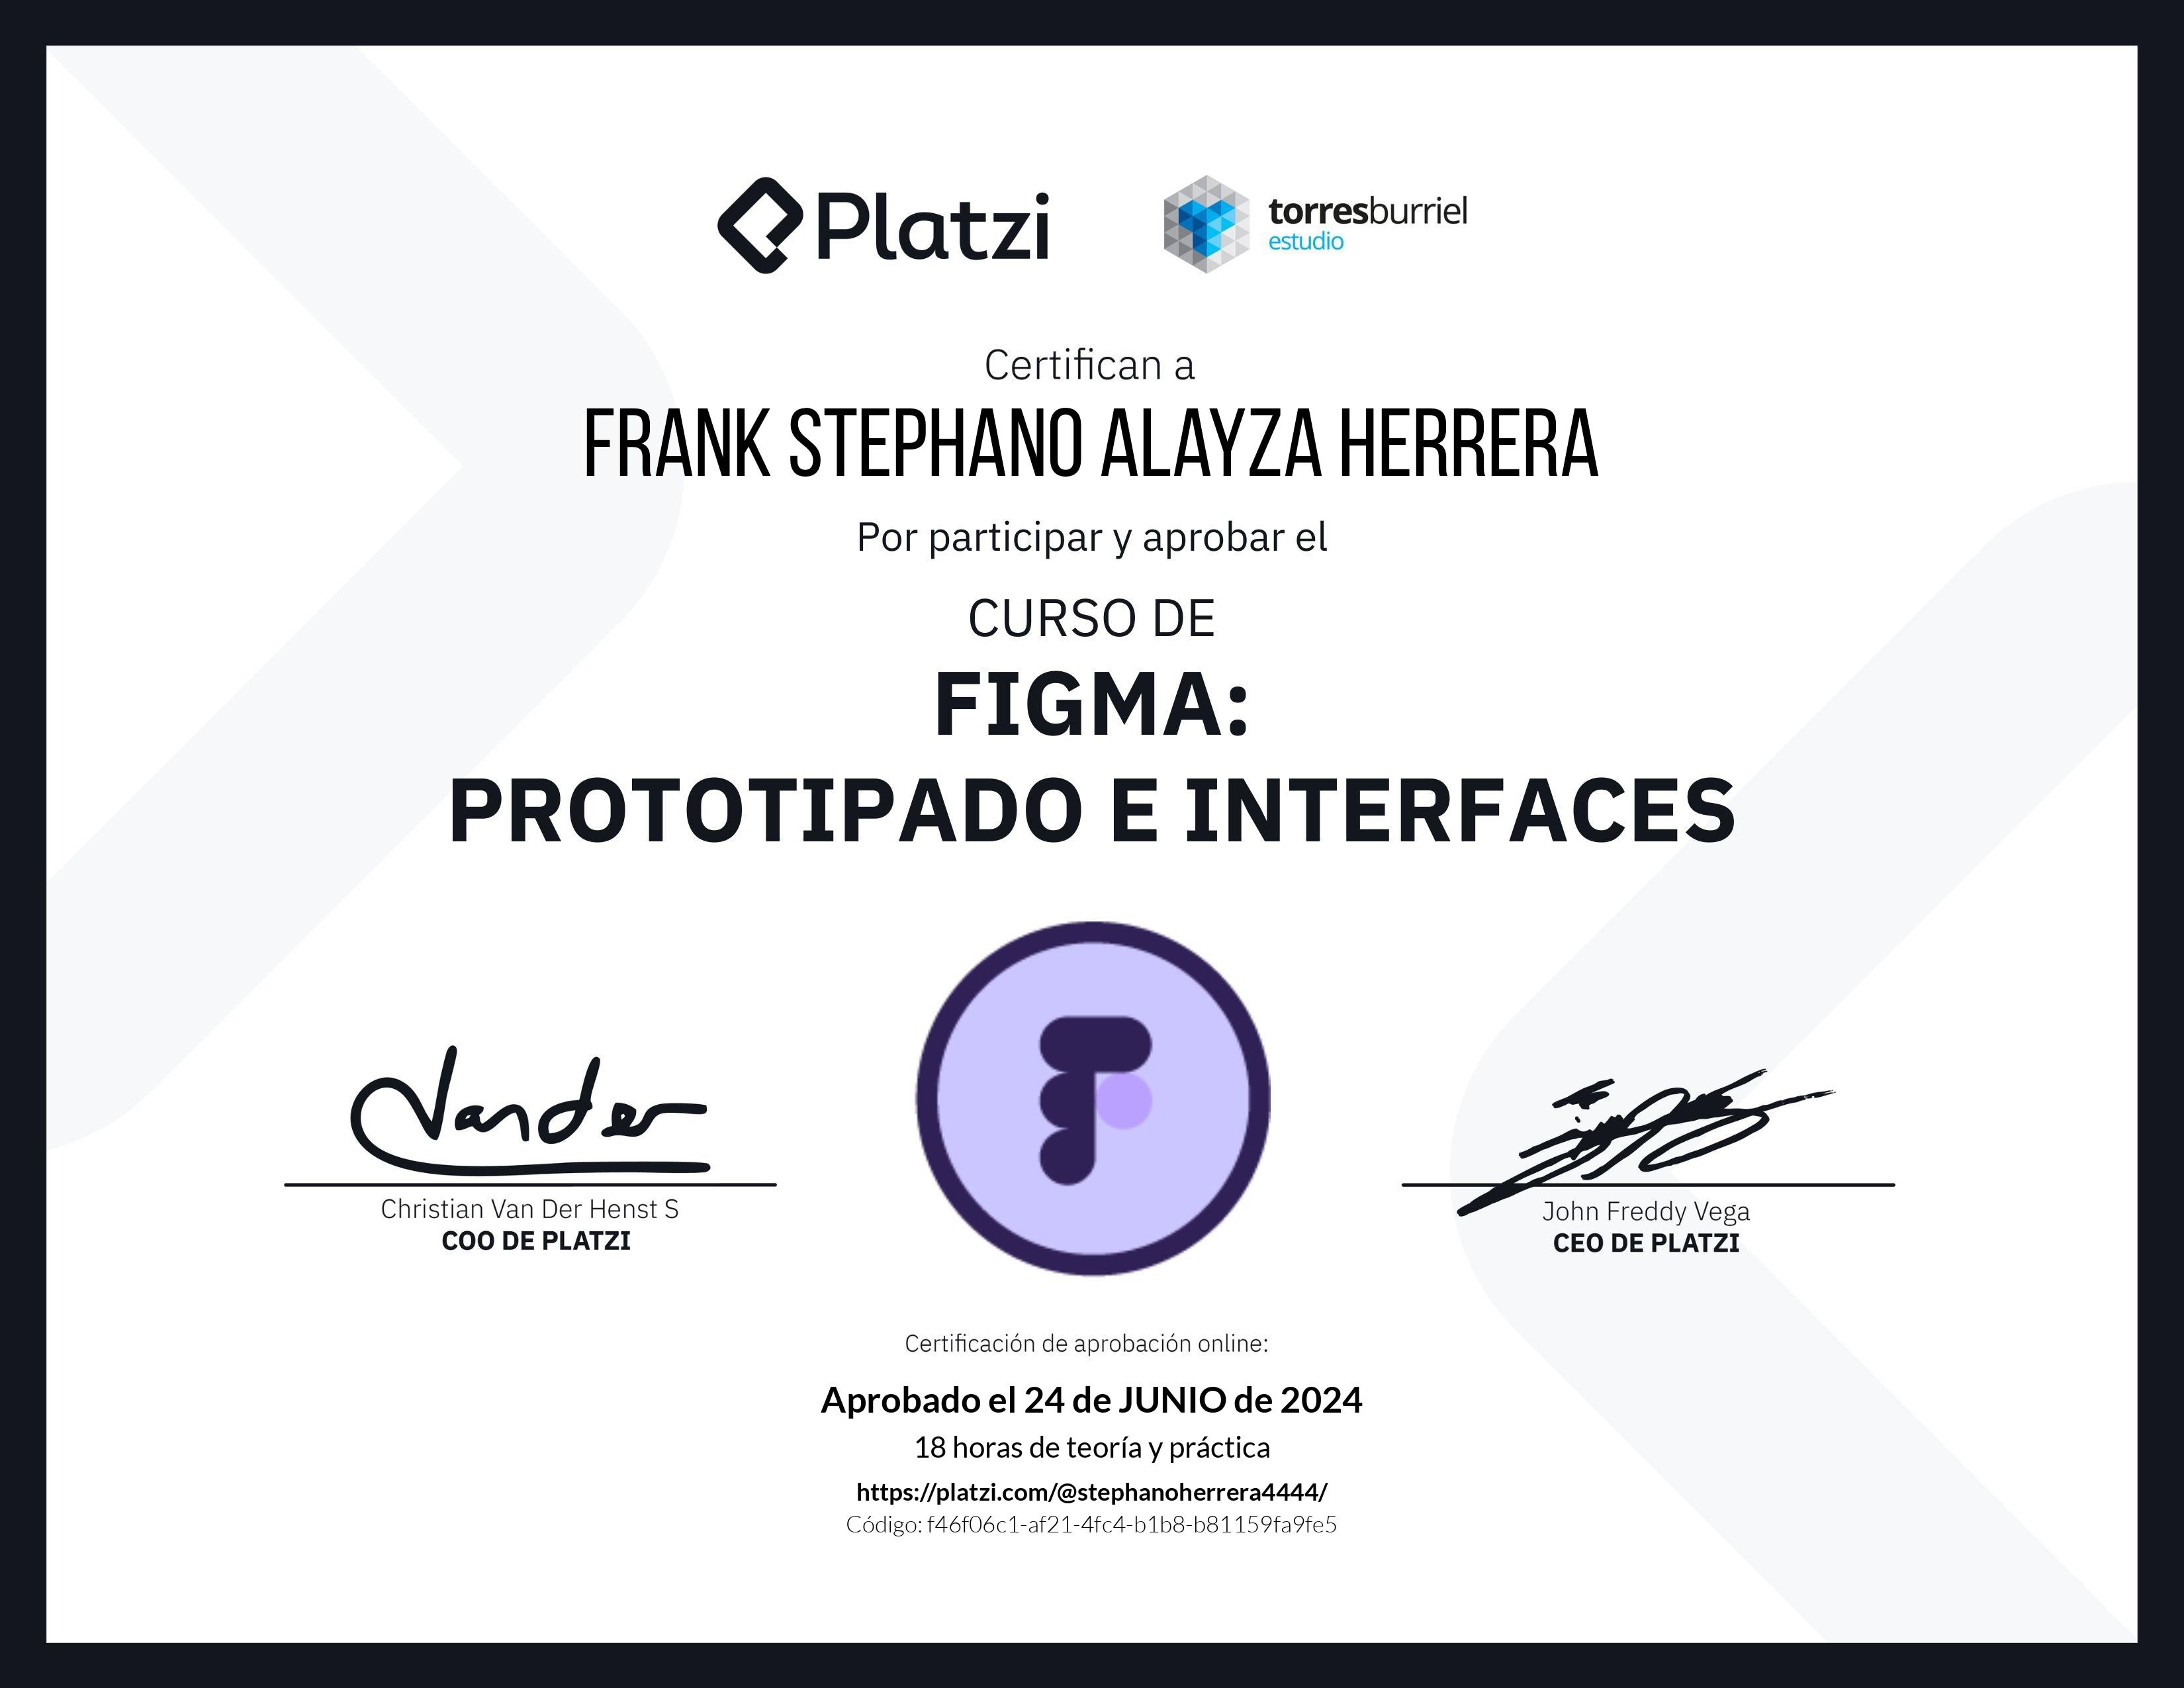 Platzi
torresburriel
estudio
Certifican a
FRANK STEPHANO ALAYZA HERRERA
Por participar y aprobar el
CURSO DE
FIGMA:
PROTOTIPADO E INTERFACES
Vander
Christian Van Der Henst S
COO DE PLATZI
John Freddy Vega
CEO DE PLATZI
Certificación de aprobación online:
Aprobado el 24 de JUNIO de 2024
18 horas de teoría y práctica
https://platzi.com/@stephanoherrera4444/
Código: f46f06c1-af21-4fc4-b1b8-b81159fa9fe5